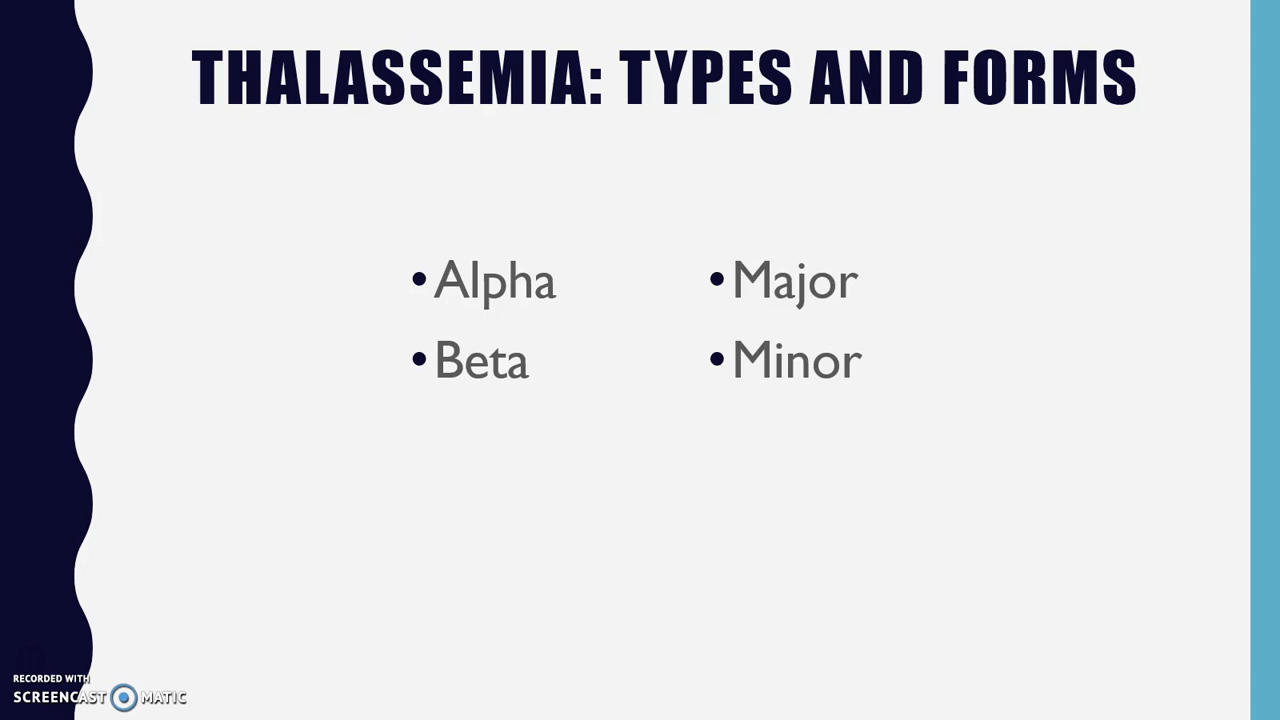 THALASSEMIA: TYPES AND FORMS
• Alpha
• Beta
• Major
• Minor
RECORDED WITH
SCREENCAST MATIC